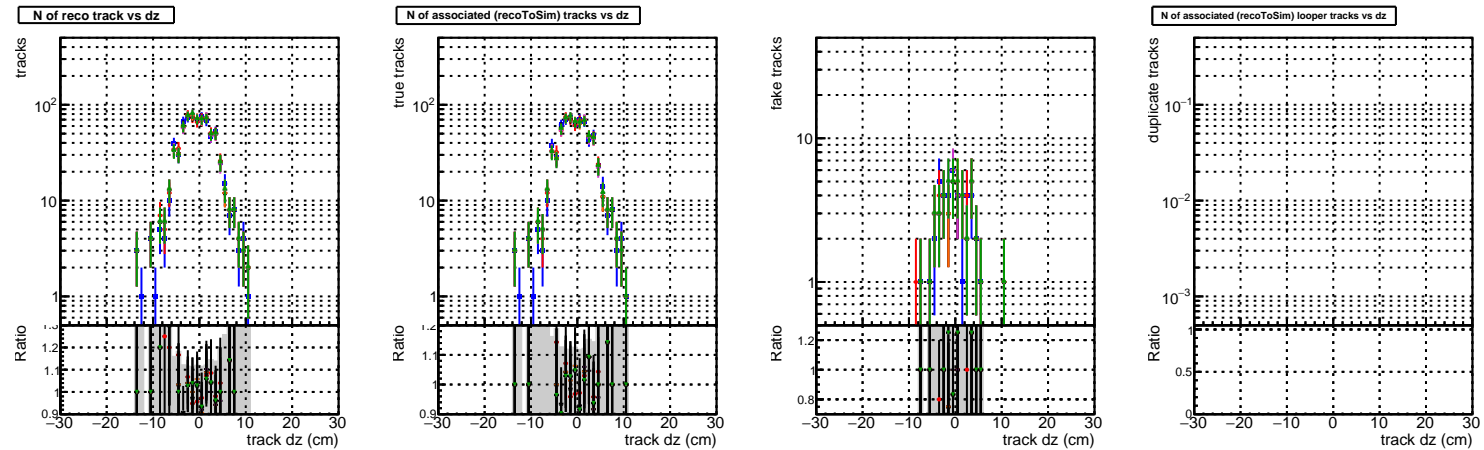 N of reco track vs dz
tracks
10²
10
1
Ratio
1.3
1.2
1.1
1
0.9
−30 −20 −10 0 10 20 30
track dz (cm)
N of associated (recoToSim) tracks vs dz
true tracks
10²
10
1
Ratio
1.2
1.1
1
0.9
−30 −20 −10 0 10 20 30
track dz (cm)
fake tracks
10
1
Ratio
1.2
1
0.8
−30 −20 −10 0 10 20 30
track dz (cm)
N of associated (recoToSim) looper tracks vs dz
duplicate tracks
10⁻¹
10⁻²
10⁻³
Ratio
1
0.5
0
−30 −20 −10 0 10 20 30
track dz (cm)